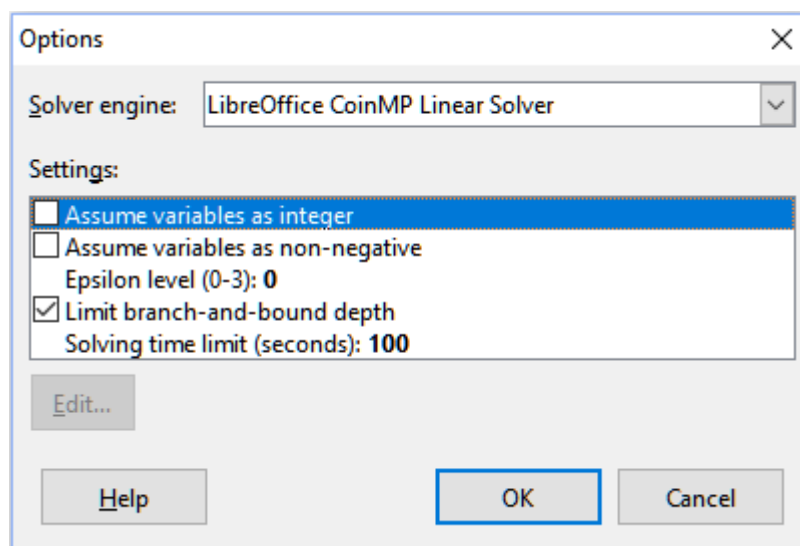 Options
Solver engine: LibreOffice CoinMP Linear Solver
Settings:
Assume variables as integer
Assume variables as non-negative
Epsilon level (0-3): 0
Limit branch-and-bound depth
Solving time limit (seconds): 100
Edit...
Help OK Cancel